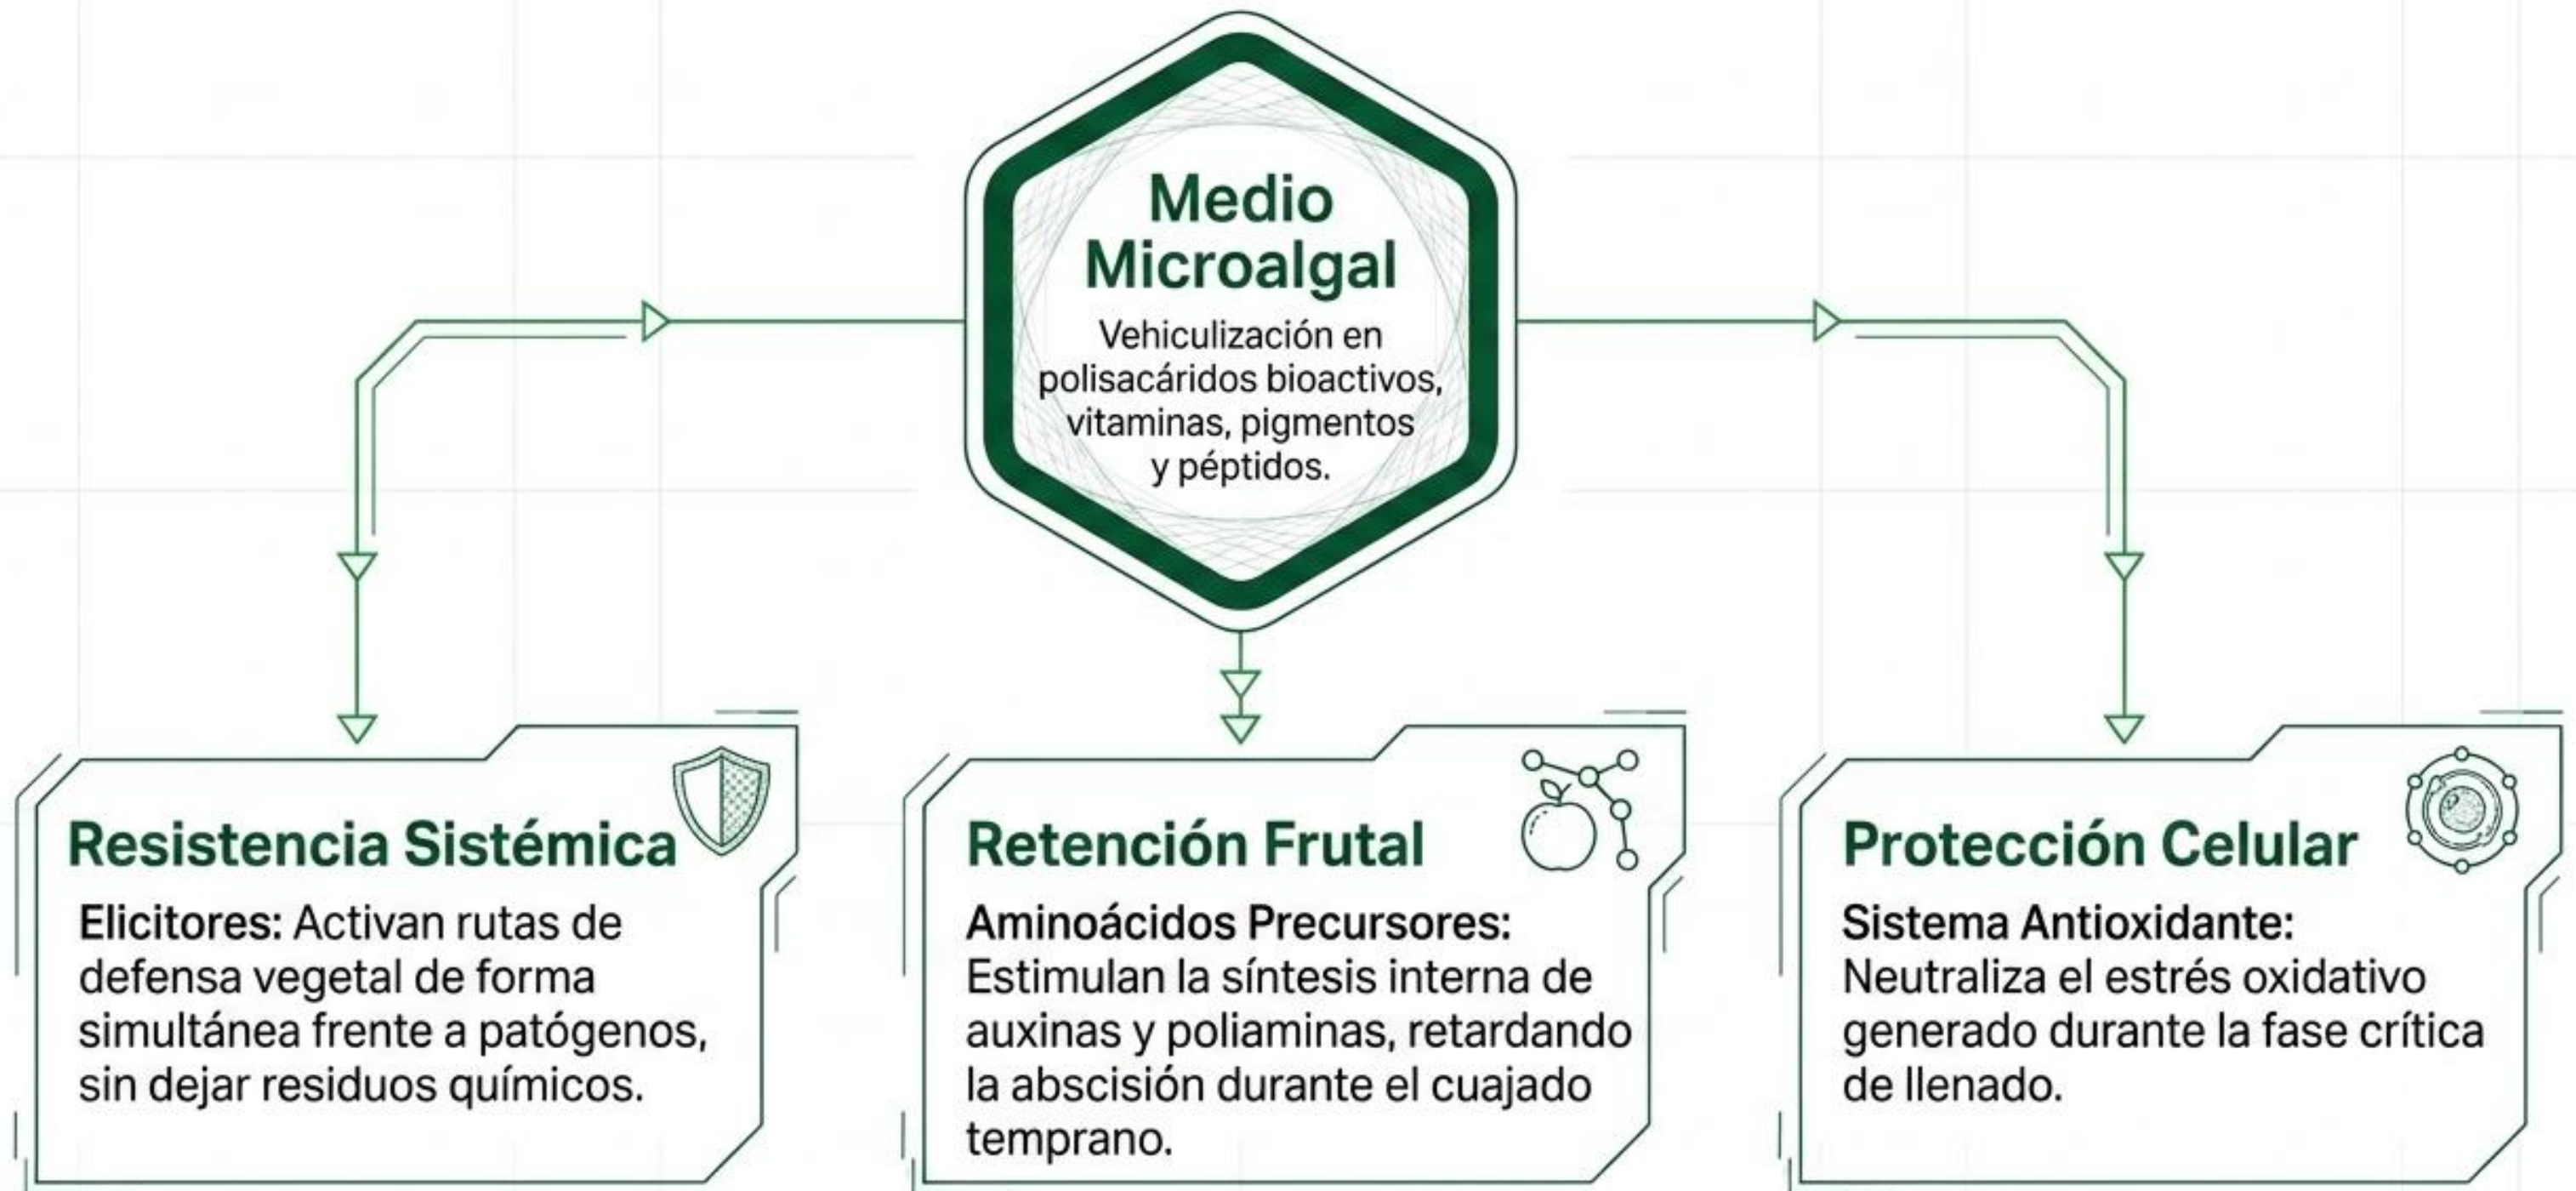 Medio
Microalgal
Vehiculización en
polisacáridos bioactivos,
vitaminas, pigmentos
y péptidos.
Resistencia Sistémica
Elicitores: Activan rutas de
defensa vegetal de forma
simultánea frente a patógenos,
sin dejar residuos químicos.
Retención Frutal
Aminoácidos Precursores:
Estimulan la síntesis interna de
auxinas y poliaminas, retardando
la abscisión durante el cuajado
temprano.
Protección Celular
Sistema Antioxidante:
Neutraliza el estrés oxidativo
generado durante la fase crítica
de llenado.